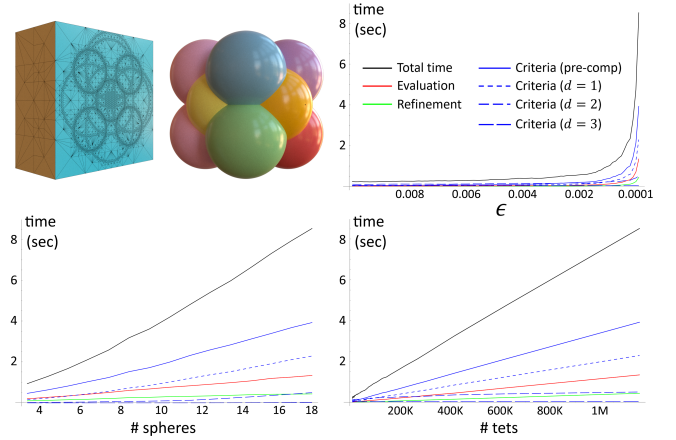 time
(sec)
8
6
4
2
Total time
Evaluation
Refinement
Criteria (pre-comp)
Criteria (d = 1)
Criteria (d = 2)
Criteria (d = 3)
0.008 0.006 0.004 0.002 0.0001
ϵ
time
(sec)
8
6
4
2
4 6 8 10 12 14 16 18
# spheres
time
(sec)
8
6
4
2
200K 400K 600K 800K 1M
# tets